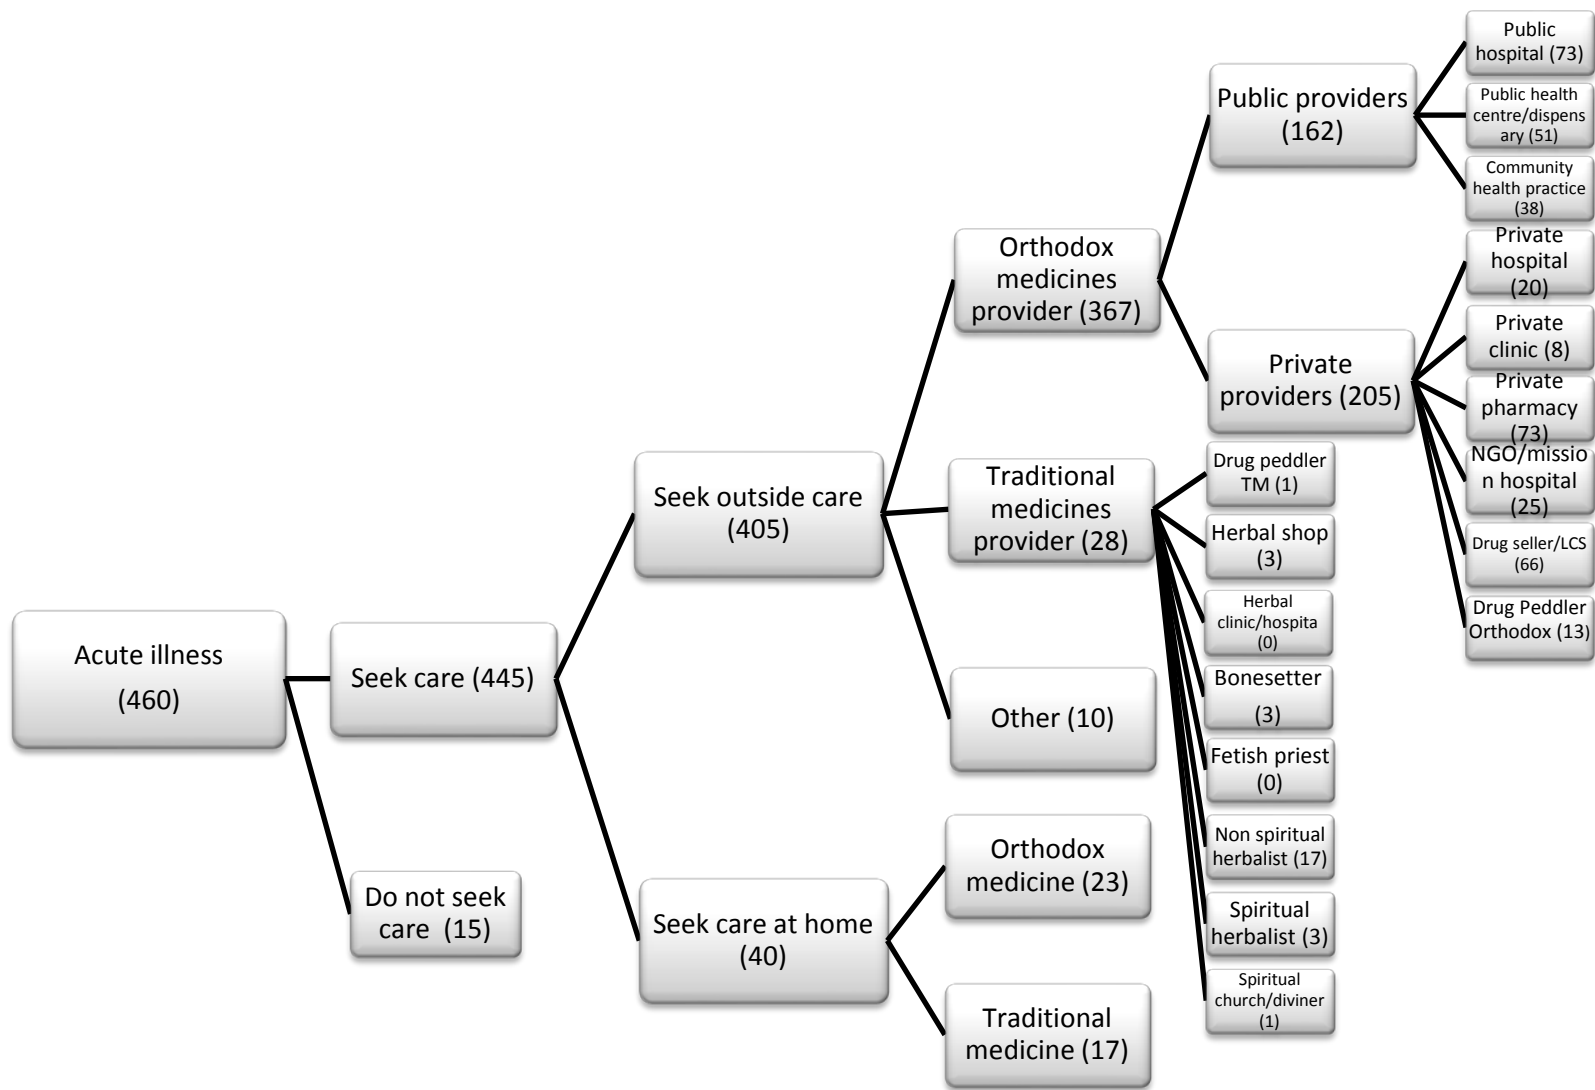 Acute illness
(460)
Seek care (445)
Do not seek
care (15)
Seek outside care
(405)
Seek care at home
(40)
Orthodox
medicines
provider (367)
Traditional
medicines
provider (28)
Other (10)
Orthodox
medicine (23)
Traditional
medicine (17)
Public providers
(162)
Private
providers (205)
Drug peddler
TM (1)
Herbal shop
(3)
Herbal
clinic/hospita
(0)
Bonesetter
(3)
Fetish priest
(0)
Non spiritual
herbalist (17)
Spiritual
herbalist (3)
Spiritual
church/diviner
(1)
Public
hospital (73)
Public health
centre/dispens
ary (51)
Community
health practice
(38)
Private
hospital
(20)
Private
clinic (8)
Private
pharmacy
(73)
NGO/missio
n hospital
(25)
Drug seller/LCS
(66)
Drug Peddler
Orthodox (13)